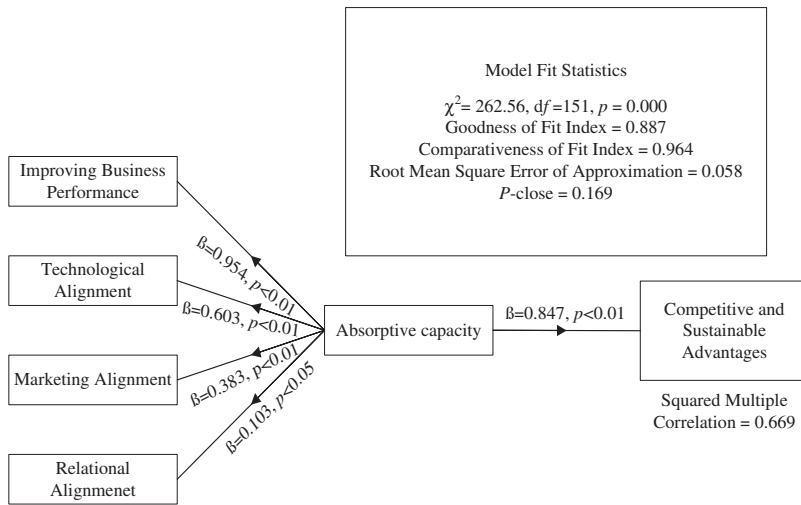 Model Fit Statistics
χ²= 262.56, df =151, p = 0.000
Goodness of Fit Index = 0.887
Comparativeness of Fit Index = 0.964
Root Mean Square Error of Approximation = 0.058
P-close = 0.169
Improving Business
Performance
Technological
Alignment
Marketing Alignment
Relational
Alignmenet
ß=0.954, p<0.01
ß=0.603, p<0.01
ß=0.383, p<0.01
ß=0.103, p<0.05
Absorptive capacity
ß=0.847, p<0.01
Competitive and
Sustainable
Advantages
Squared Multiple
Correlation = 0.669